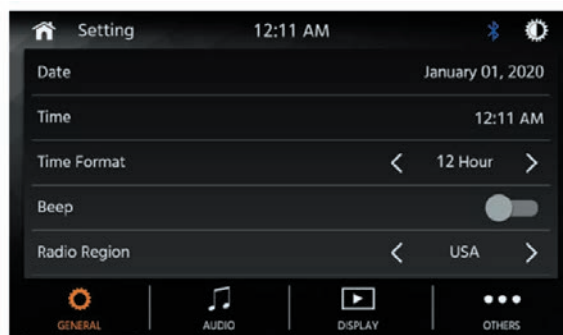 Setting 12:11 AM
Date January 01, 2020
Time 12:11 AM
Time Format 12 Hour
Beep
Radio Region USA
GENERAL AUDIO DISPLAY OTHERS